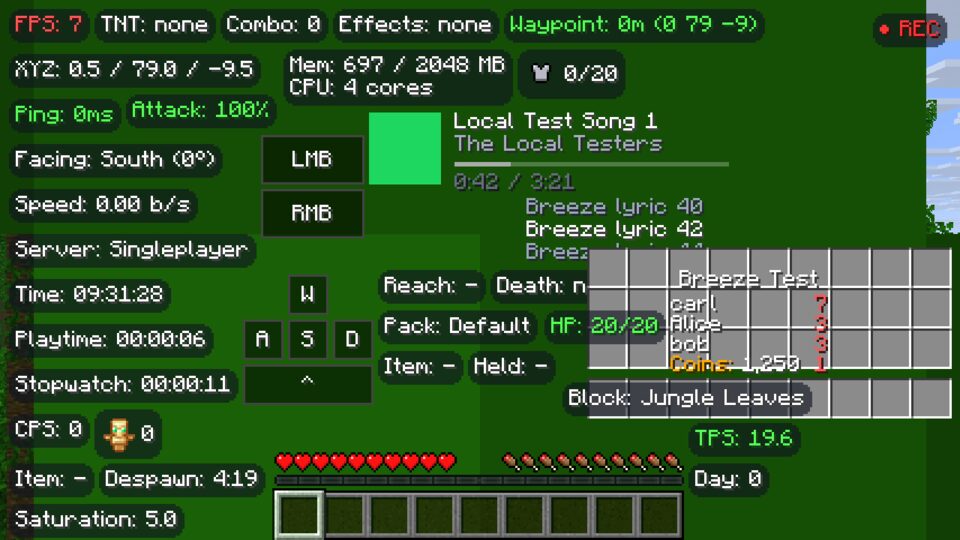 FPS: 7
TNT: none
Combo: 0
Effects: none
Waypoint: 0m (0 79 -9)
REC
XYZ: 0.5 / 79.0 / -9.5
Mem: 697 / 2048 MB
CPU: 4 cores
0/20
Ping: 0ms
Attack: 100%
Local Test Song 1
The Local Testers
0:42 / 3:21
Facing: South (0°)
LMB
Speed: 0.00 b/s
RMB
Breeze lyric 40
Breeze lyric 42
Breeze
Server: Singleplayer
Time: 09:31:28
W
Reach: -
Death: n
Breeze Test
carl 7
Alice 3
bob 3
Coins: 1,250 1
Playtime: 00:00:06
A
S
D
Pack: Default
HP: 20/20
Stopwatch: 00:00:11
^
Item: -
Held: -
Block: Jungle Leaves
CPS: 0
0
TPS: 19.6
Item: -
Despawn: 4:19
Day: 0
Saturation: 5.0